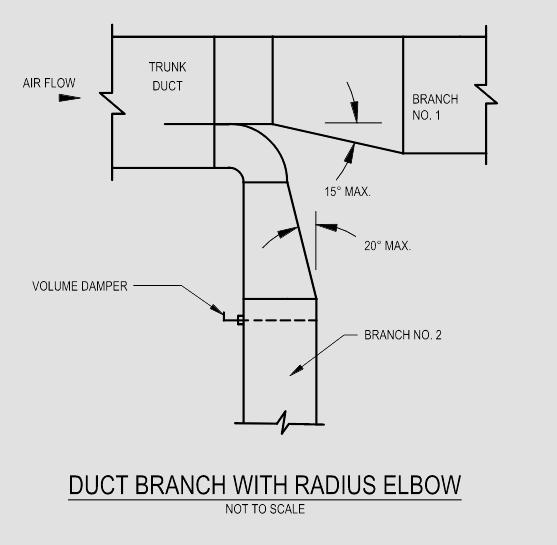 AIR FLOW
TRUNK
DUCT
BRANCH
NO. 1
15° MAX.
20° MAX.
VOLUME DAMPER
BRANCH NO. 2
DUCT BRANCH WITH RADIUS ELBOW
NOT TO SCALE